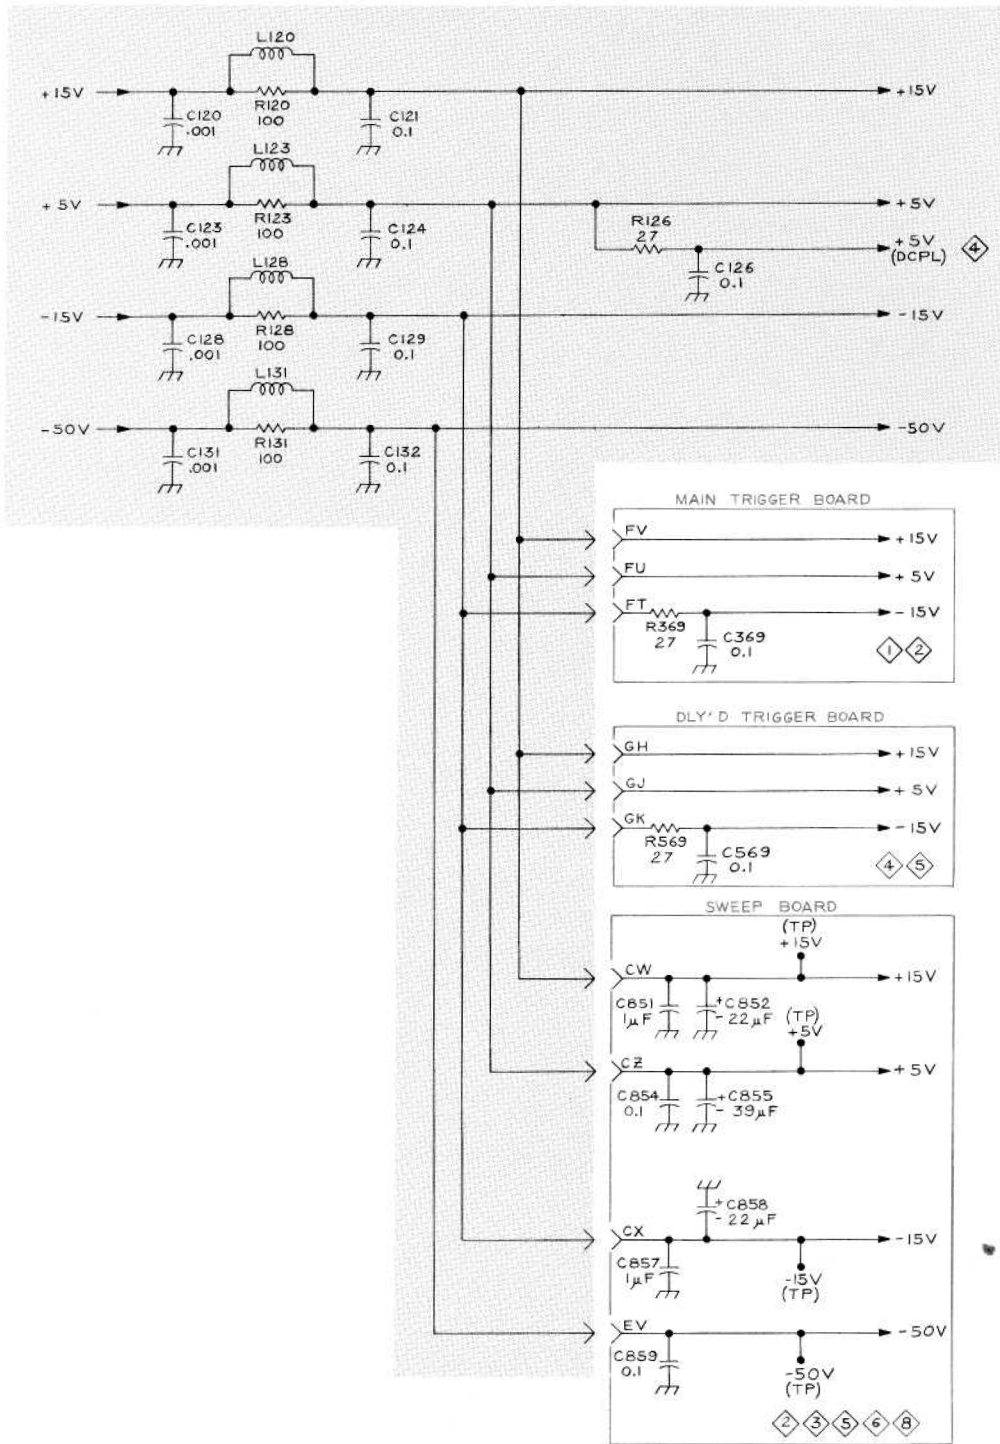 L120
+15V
R120
100
C120
.001
C121
0.1
+15V
L123
+5V
R123
100
C123
.001
C124
0.1
R126
27
+5V
+5V
(DCPL)
4
C126
0.1
L128
-15V
R128
100
C128
.001
C129
0.1
-15V
L131
-50V
R131
100
C131
.001
C132
0.1
-50V
MAIN TRIGGER BOARD
FV
+15V
FU
+5V
FT
-15V
R369
27
C369
0.1
1 2
DLY'D TRIGGER BOARD
GH
+15V
GJ
+5V
GK
-15V
R569
27
C569
0.1
4 5
SWEEP BOARD
(TP)
+15V
CW
+15V
C851
1µF
+C852
- 22µF
(TP)
+5V
CZ
+5V
C854
0.1
+C855
- 39µF
+C858
- 22µF
CX
-15V
C857
1µF
-15V
(TP)
EV
-50V
C859
0.1
-50V
(TP)
2 3 5 6 8